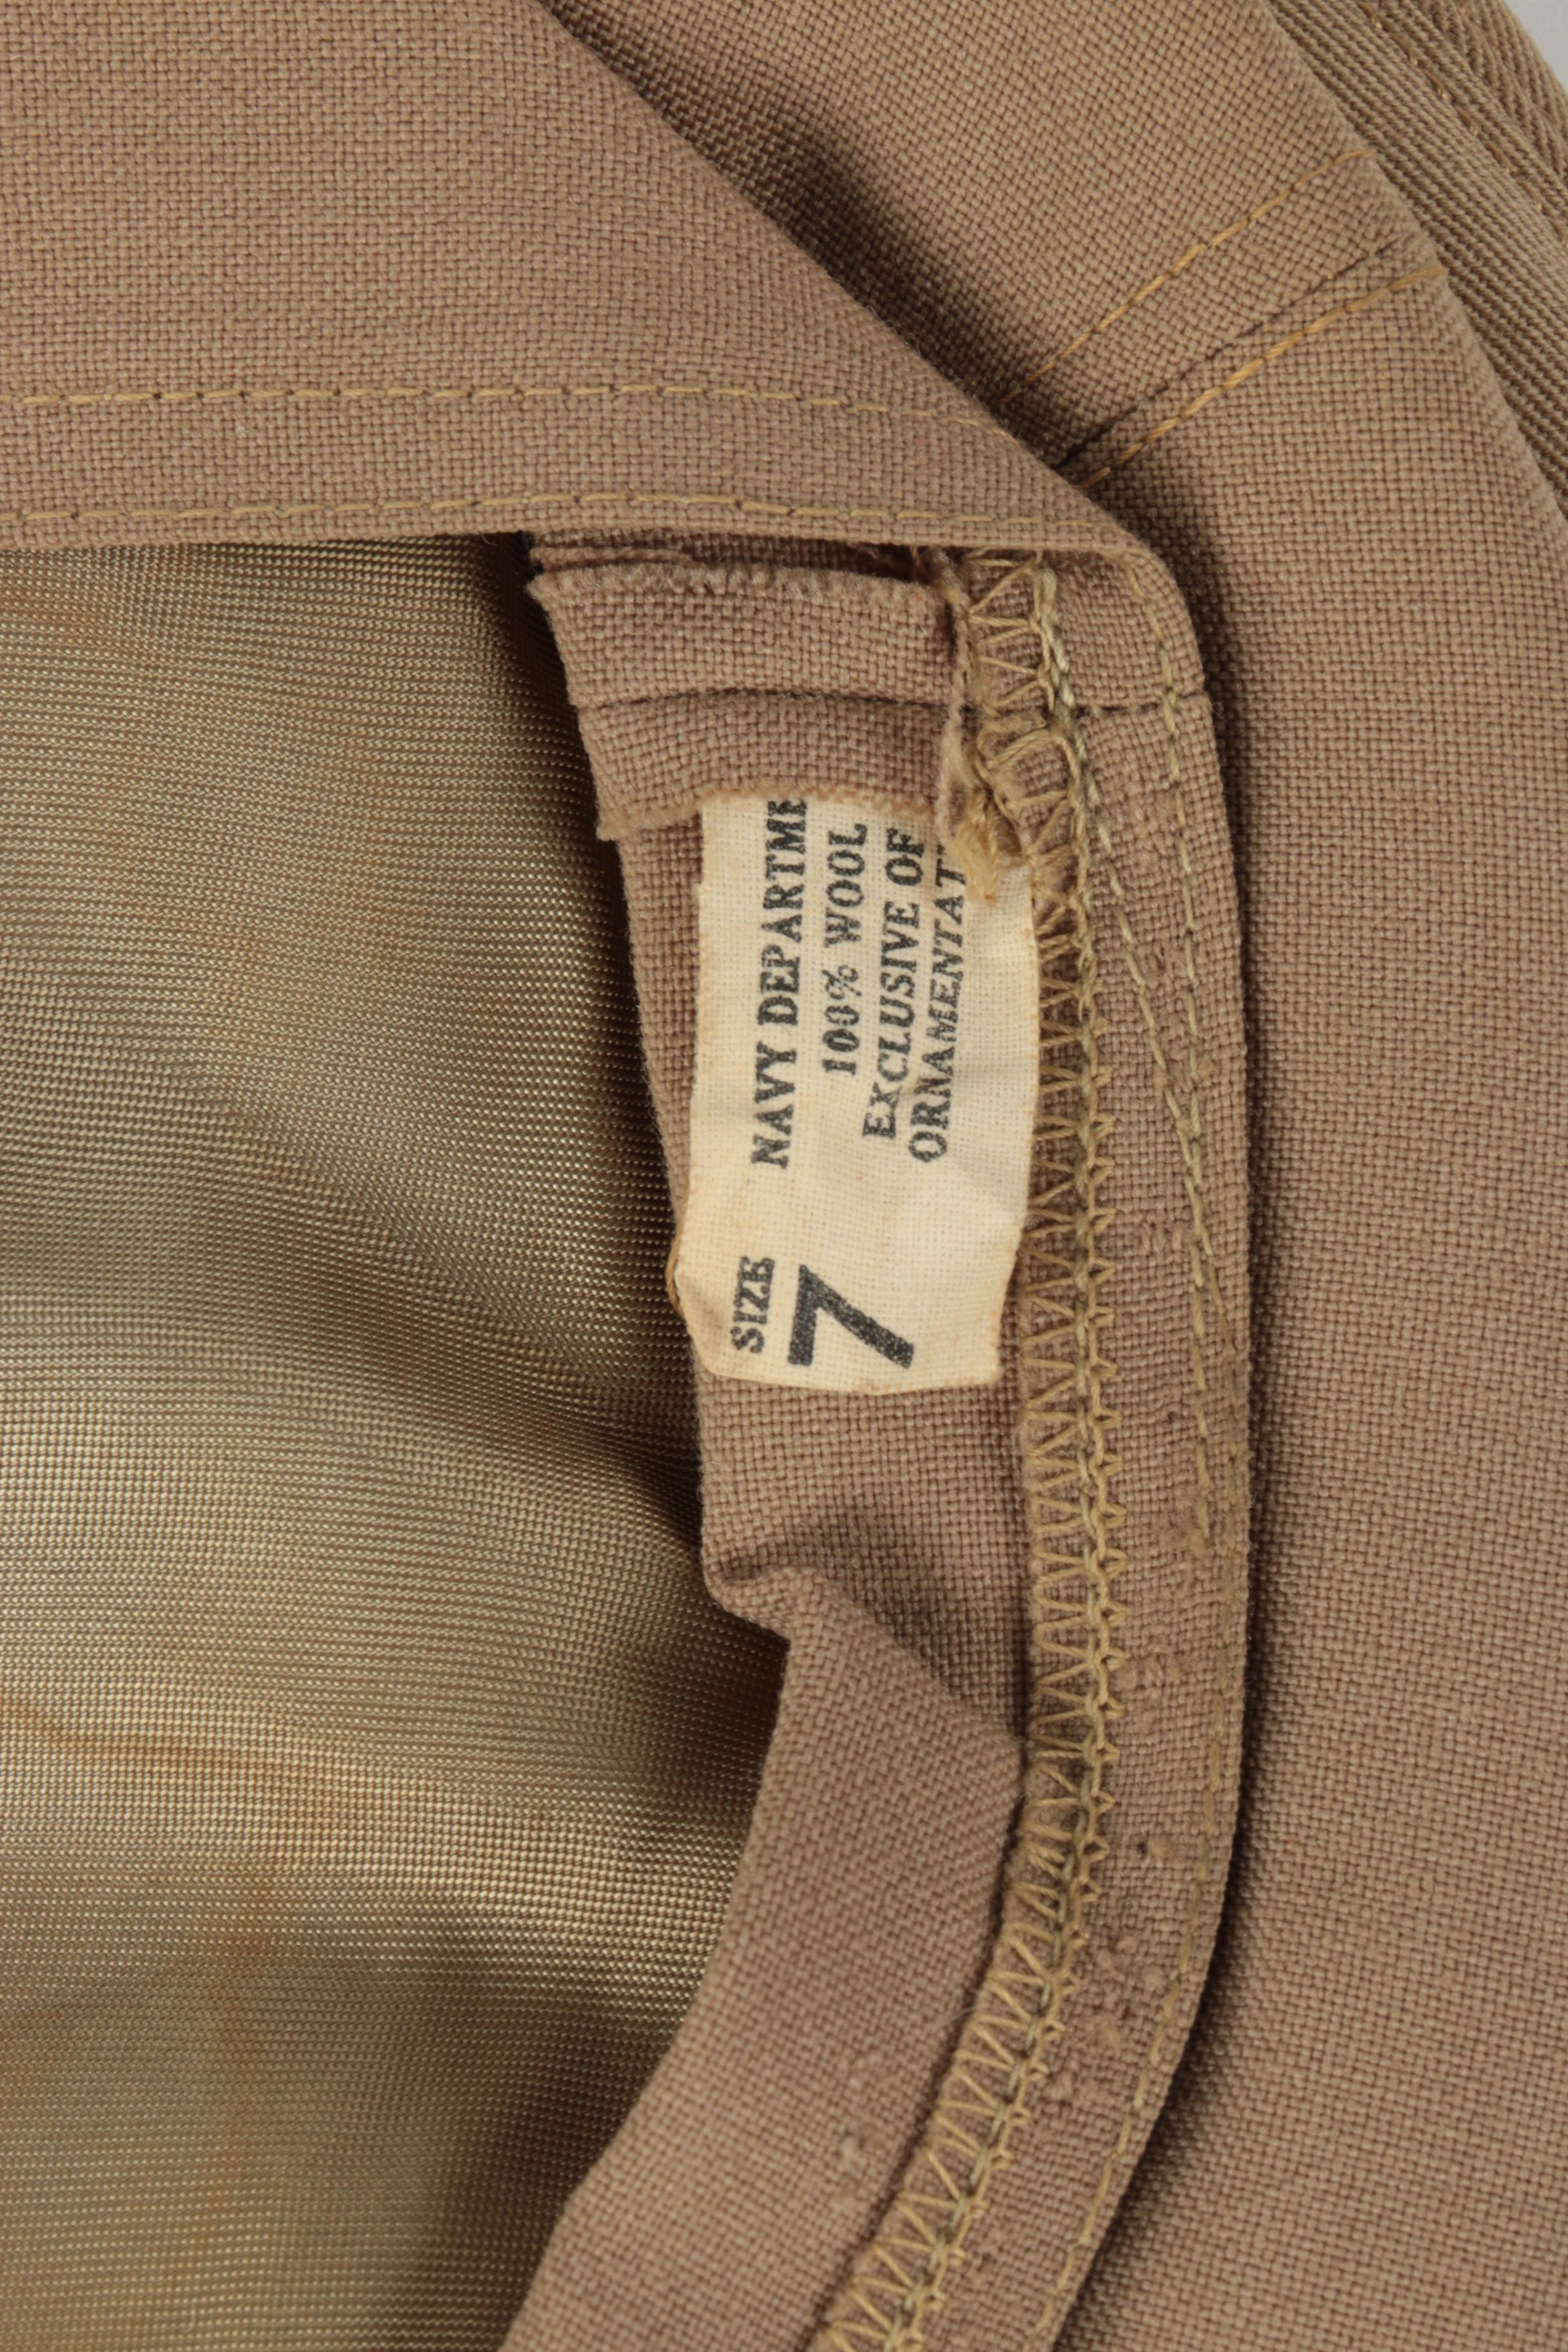 NAVY DEPARTME
100% WOOL
EXCLUSIVE OF
ORNAMENTAT
SIZE
7